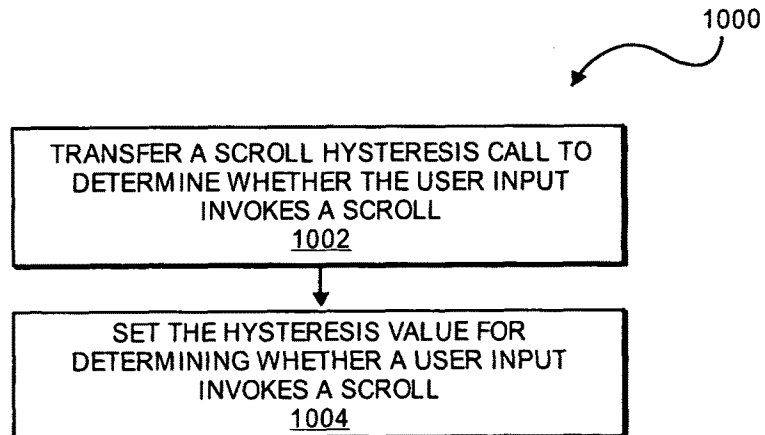 1000
TRANSFER A SCROLL HYSTERESIS CALL TO
DETERMINE WHETHER THE USER INPUT
INVOKES A SCROLL
1002
SET THE HYSTERESIS VALUE FOR
DETERMINING WHETHER A USER INPUT
INVOKES A SCROLL
1004